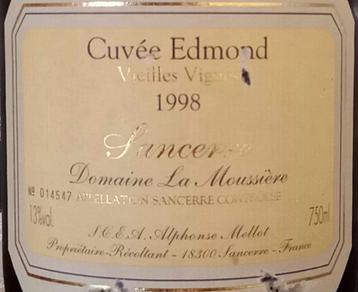 Cuvée Edmond
Vieilles Vignes
1998
Sancerre
Domaine La Moussière
No 014547 APPELLATION SANCERRE CONTROLÉE
13%vol. 750ml
S.C.E.A. Alphonse Mellot
Propriétaire-Récoltant - 18300 Sancerre - France